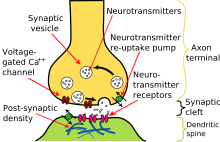 Synaptic
vesicle
Neurotransmitters
Neurotransmitter
re-uptake pump
Axon
terminal
Voltage-
gated Ca++
channel
Neuro-
transmitter
receptors
Post-synaptic
density
Synaptic
cleft
Dendritic
spine